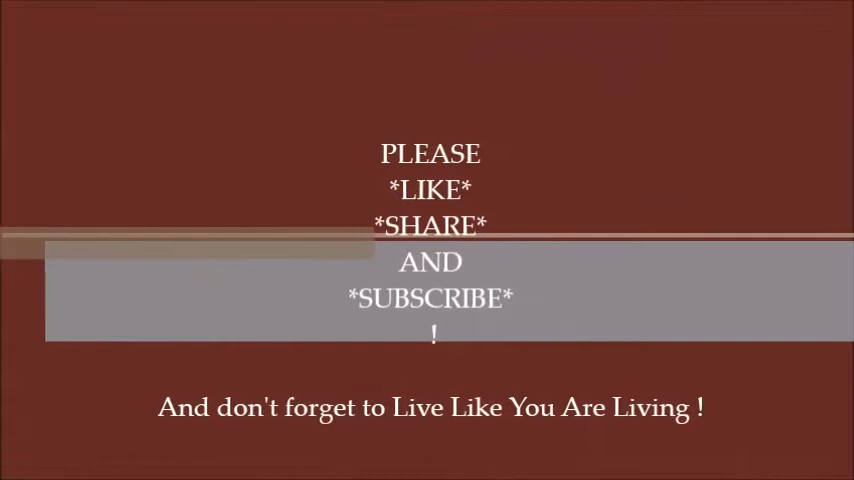 PLEASE
*LIKE*
*SHARE*
AND
*SUBSCRIBE*
!
And don't forget to Live Like You Are Living !